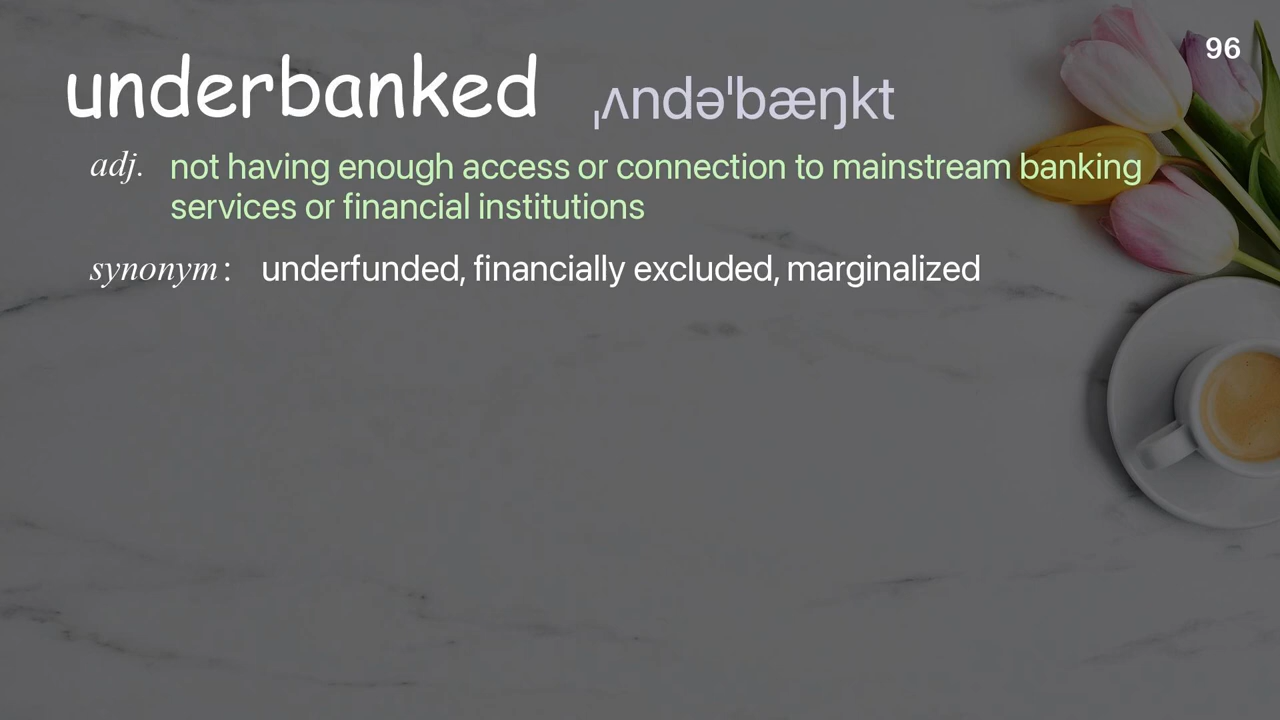 96
underbanked ˌʌndəˈbæŋkt
adj. not having enough access or connection to mainstream banking
services or financial institutions
synonym: underfunded, financially excluded, marginalized